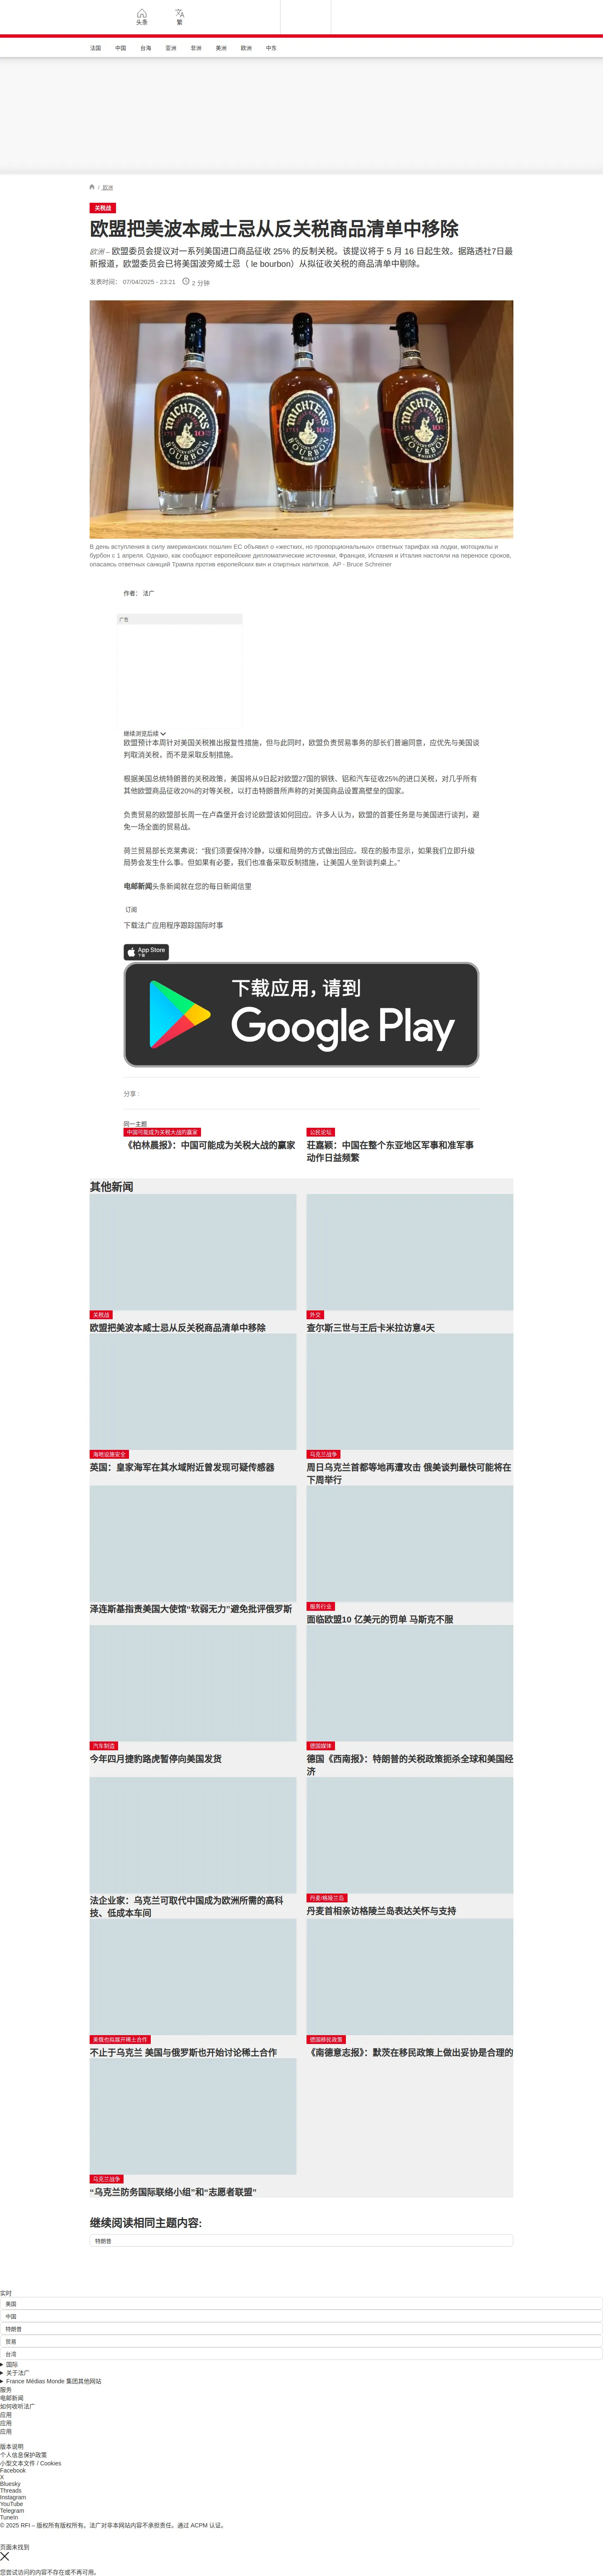 头条
繁
法国
中国
台海
亚洲
非洲
美洲
欧洲
中东
/ 欧洲
关税战
欧盟把美波本威士忌从反关税商品清单中移除
欧洲 – 欧盟委员会提议对一系列美国进口商品征收 25% 的反制关税。该提议将于 5 月 16 日起生效。据路透社7日最
新报道，欧盟委员会已将美国波旁威士忌（ le bourbon）从拟征收关税的商品清单中剔除。
发表时间： 07/04/2025 - 23:21
2 分钟
MICHTER'S
10
BOURBON
WHISKEY
MICHTER'S
10
BOURBON
WHISKEY
MICHTER'S
10
BOURBON
WHISKEY
В день вступления в силу американских пошлин ЕС объявил о «жестких, но пропорциональных» ответных тарифах на лодки, мотоциклы и
бурбон с 1 апреля. Однако, как сообщают европейские дипломатические источники, Франция, Испания и Италия настояли на переносе сроков,
опасаясь ответных санкций Трампа против европейских вин и спиртных напитков. AP - Bruce Schreiner
作者： 法广
广告
继续浏览后续
欧盟预计本周针对美国关税推出报复性措施，但与此同时，欧盟负责贸易事务的部长们普遍同意，应优先与美国谈
判取消关税，而不是采取反制措施。
根据美国总统特朗普的关税政策，美国将从9日起对欧盟27国的钢铁、铝和汽车征收25%的进口关税，对几乎所有
其他欧盟商品征收20%的对等关税，以打击特朗普所声称的对美国商品设置高壁垒的国家。
负责贸易的欧盟部长周一在卢森堡开会讨论欧盟该如何回应。许多人认为，欧盟的首要任务是与美国进行谈判，避
免一场全面的贸易战。
荷兰贸易部长克莱弗说：“我们须要保持冷静，以缓和局势的方式做出回应。现在的股市显示，如果我们立即升级
局势会发生什么事。但如果有必要，我们也准备采取反制措施，让美国人坐到谈判桌上。”
电邮新闻头条新闻就在您的每日新闻信里
订阅
下载法广应用程序跟踪国际时事
App Store
下载
下载应用，请到
Google Play
分享 :
同一主题
中国可能成为关税大战的赢家
《柏林晨报》：中国可能成为关税大战的赢家
公民论坛
荘嘉颖：中国在整个东亚地区军事和准军事
动作日益频繁
其他新闻
关税战
欧盟把美波本威士忌从反关税商品清单中移除
外交
查尔斯三世与王后卡米拉访意4天
海地设施安全
英国：皇家海军在其水域附近曾发现可疑传感器
乌克兰战争
周日乌克兰首都等地再遭攻击 俄美谈判最快可能将在
下周举行
泽连斯基指责美国大使馆“软弱无力”避免批评俄罗斯
服务行业
面临欧盟10 亿美元的罚单 马斯克不服
汽车制造
今年四月捷豹路虎暂停向美国发货
德国媒体
德国《西南报》：特朗普的关税政策扼杀全球和美国经
济
法企业家：乌克兰可取代中国成为欧洲所需的高科
技、低成本车间
丹麦/格陵兰岛
丹麦首相亲访格陵兰岛表达关怀与支持
美俄也拟展开稀土合作
不止于乌克兰 美国与俄罗斯也开始讨论稀土合作
德国移民政策
《南德意志报》：默茨在移民政策上做出妥协是合理的
乌克兰战争
“乌克兰防务国际联络小组”和“志愿者联盟”
继续阅读相同主题内容:
特朗普
实时
美国
中国
特朗普
贸易
台湾
国际
关于法广
France Médias Monde 集团其他网站
服务
电邮新闻
如何收听法广
应用
应用
应用
版本说明
个人信息保护政策
小型文本文件 / Cookies
Facebook
X
Bluesky
Threads
Instagram
YouTube
Telegram
TuneIn
© 2025 RFI – 版权所有版权所有。法广对非本网站内容不承担责任。通过 ACPM 认证。
页面未找到
您尝试访问的内容不存在或不再可用。